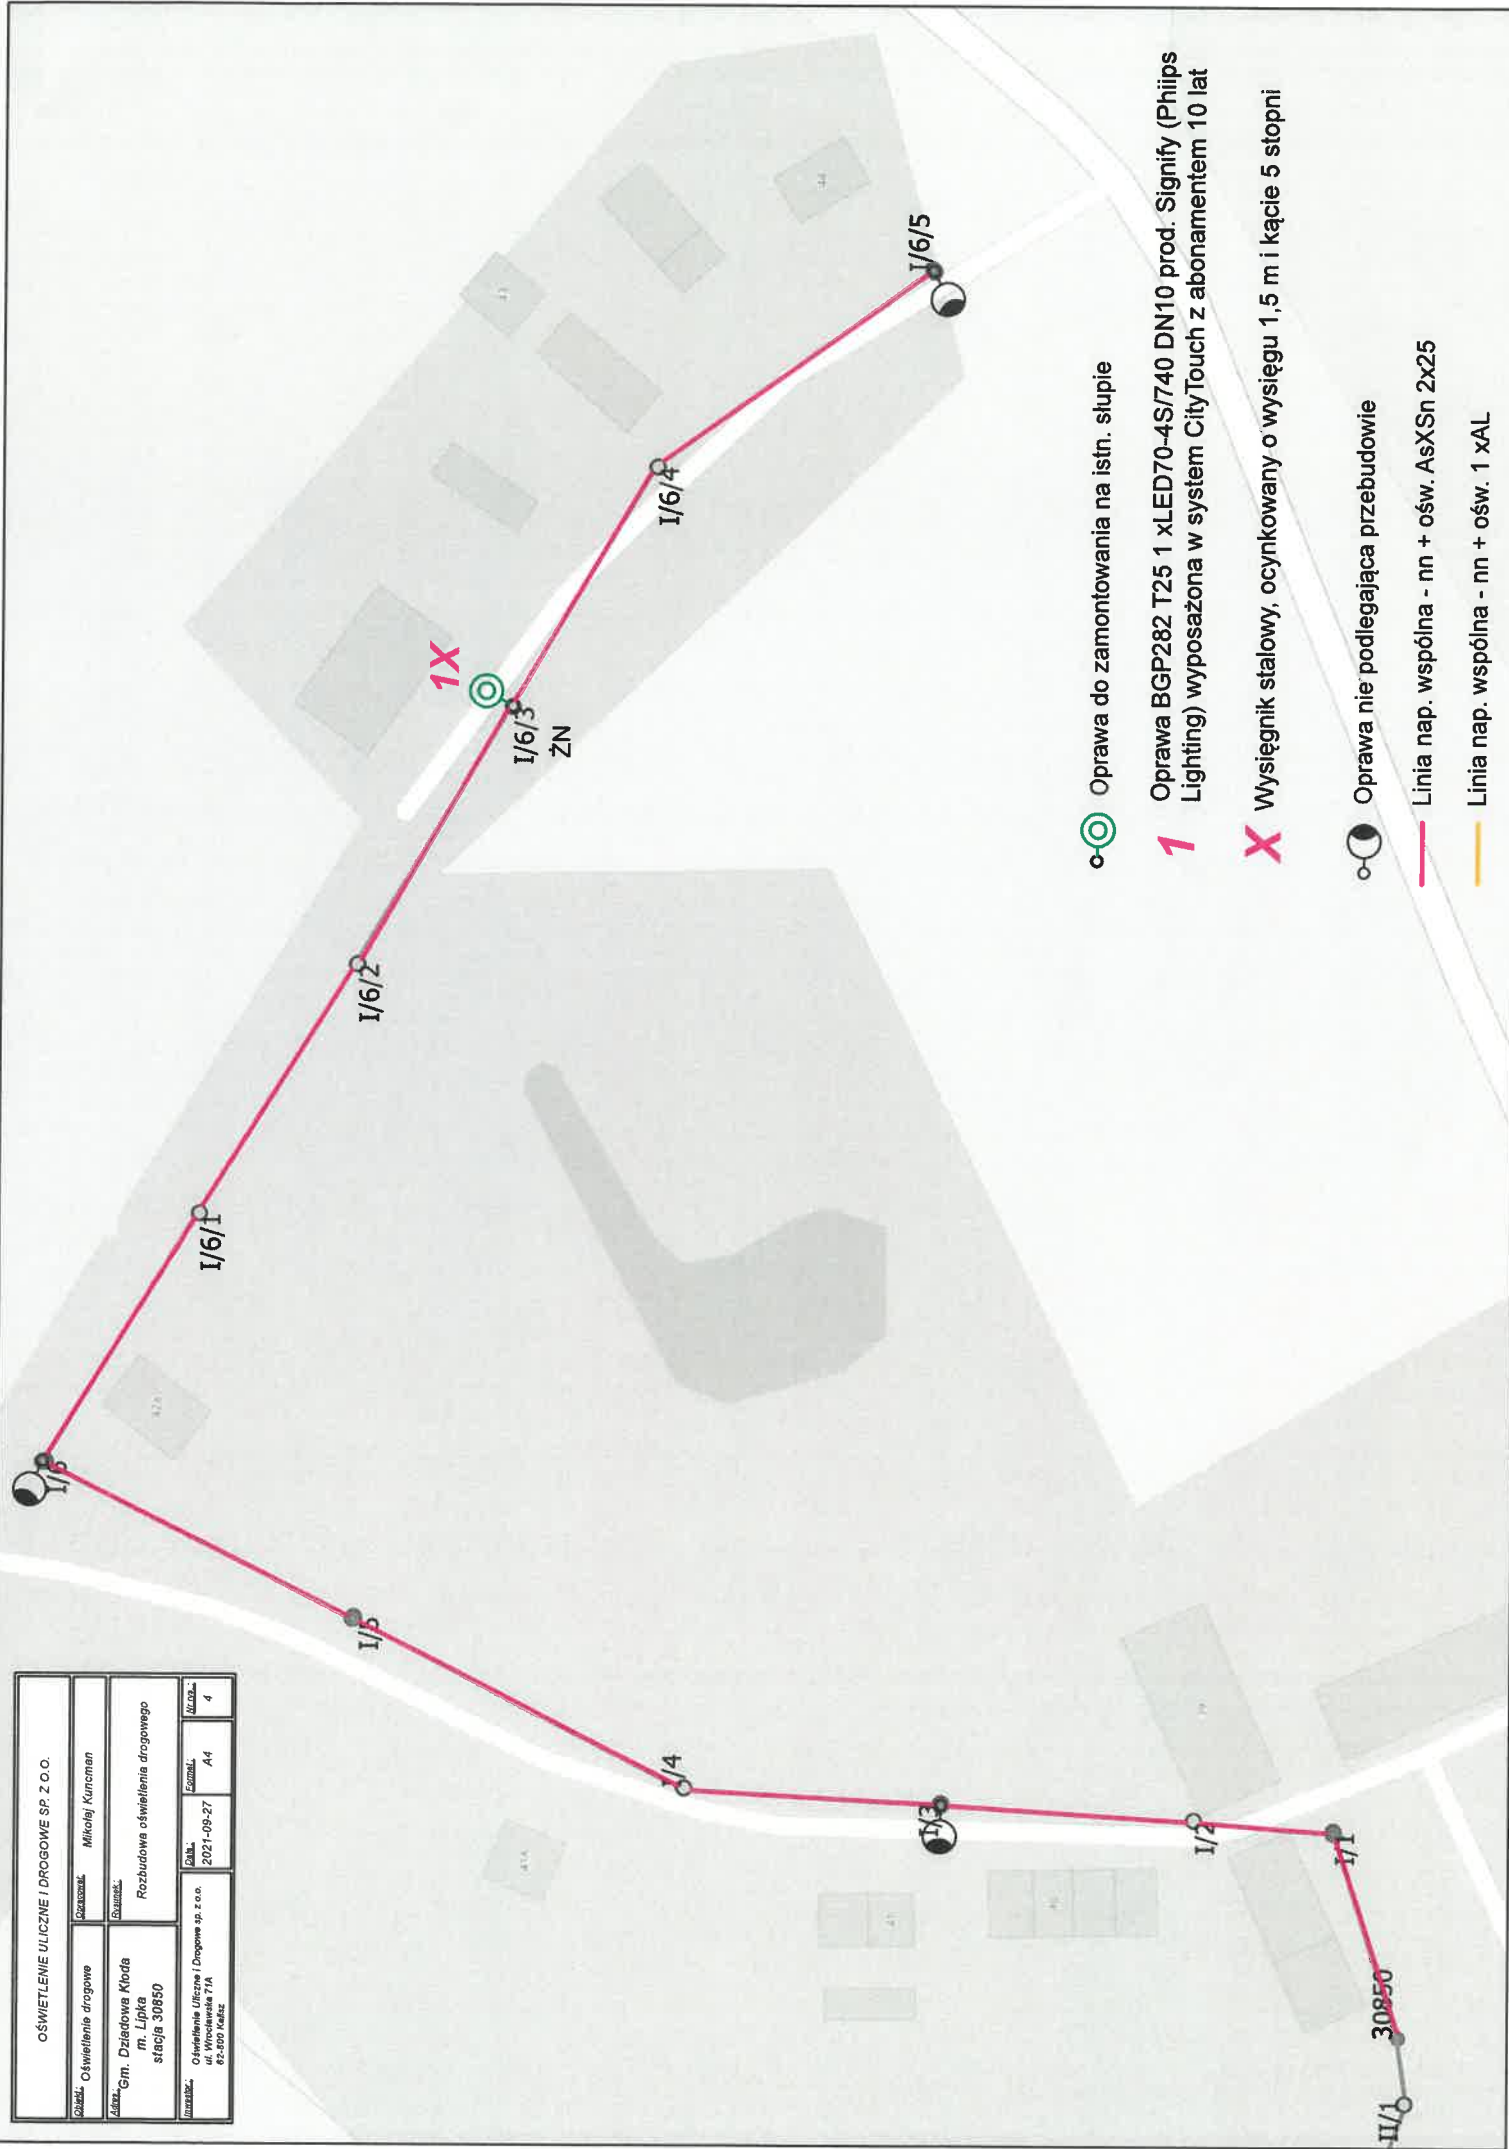 OŚWIETLENIE ULICZNE I DROGOWE SP. Z O.O.
Obiekt: Oświetlenie drogowe
Opracował: Mikołaj Kuncman
Adres: Gm. Dziadowa Kłoda
m. Lipka
stacja 30850
Rysunek:
Rozbudowa oświetlenia drogowego
Inwestor: Oświetlenie Uliczne i Drogowe sp. z o.o.
ul. Wrocławska 71A
62-800 Kalisz
Data: 2021-09-27
Format: A4
4
I/6
42A
I/6/1
I/6/2
1X
I/6/3
ŻN
I/6/4
I/6/5
44
I/5
I/4
41A
I/3
41
I/2
I/1
30850
II/1
Oprawa do zamontowania na istn. słupie
1 Oprawa BGP282 T25 1 xLED70-4S/740 DN10 prod. Signify (Phiips
Lighting) wyposażona w system CityTouch z abonamentem 10 lat
X Wysięgnik stalowy, ocynkowany o wysięgu 1,5 m i kącie 5 stopni
Oprawa nie podlegająca przebudowie
Linia nap. wspólna - nn + ośw. AsXSn 2x25
Linia nap. wspólna - nn + ośw. 1 xAL